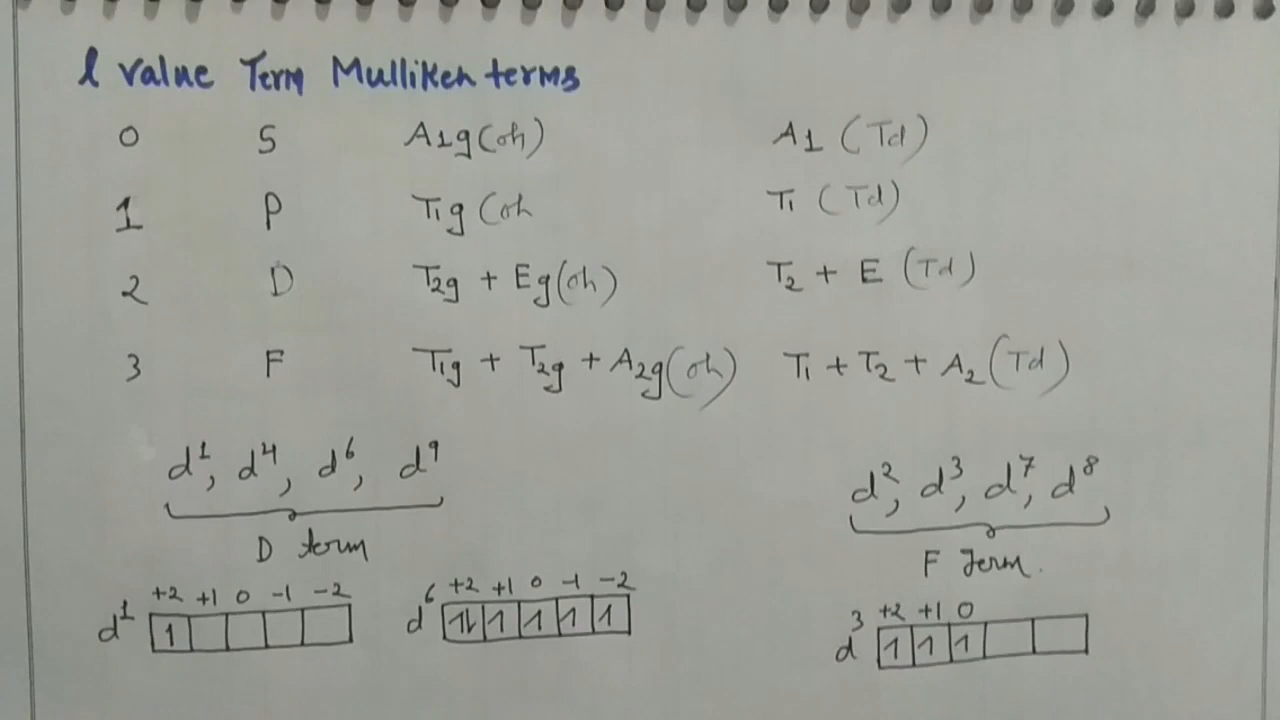 l value Term Mulliken terms
0 S A1g(oh) A1 (Td)
1 P T1g (oh T1 (Td)
2 D T2g + Eg(oh) T2 + E (Td)
3 F T1g + T2g + A2g(oh) T1 + T2 + A2 (Td)
d¹, d⁴, d⁶, d⁹
D term
d², d³, d⁷, d⁸
F term.
+2 +1 0 -1 -2
d¹ 1
+2 +1 0 -1 -2
d⁶ 1l 1 1 1 1
+2 +1 0
d³ 1 1 1